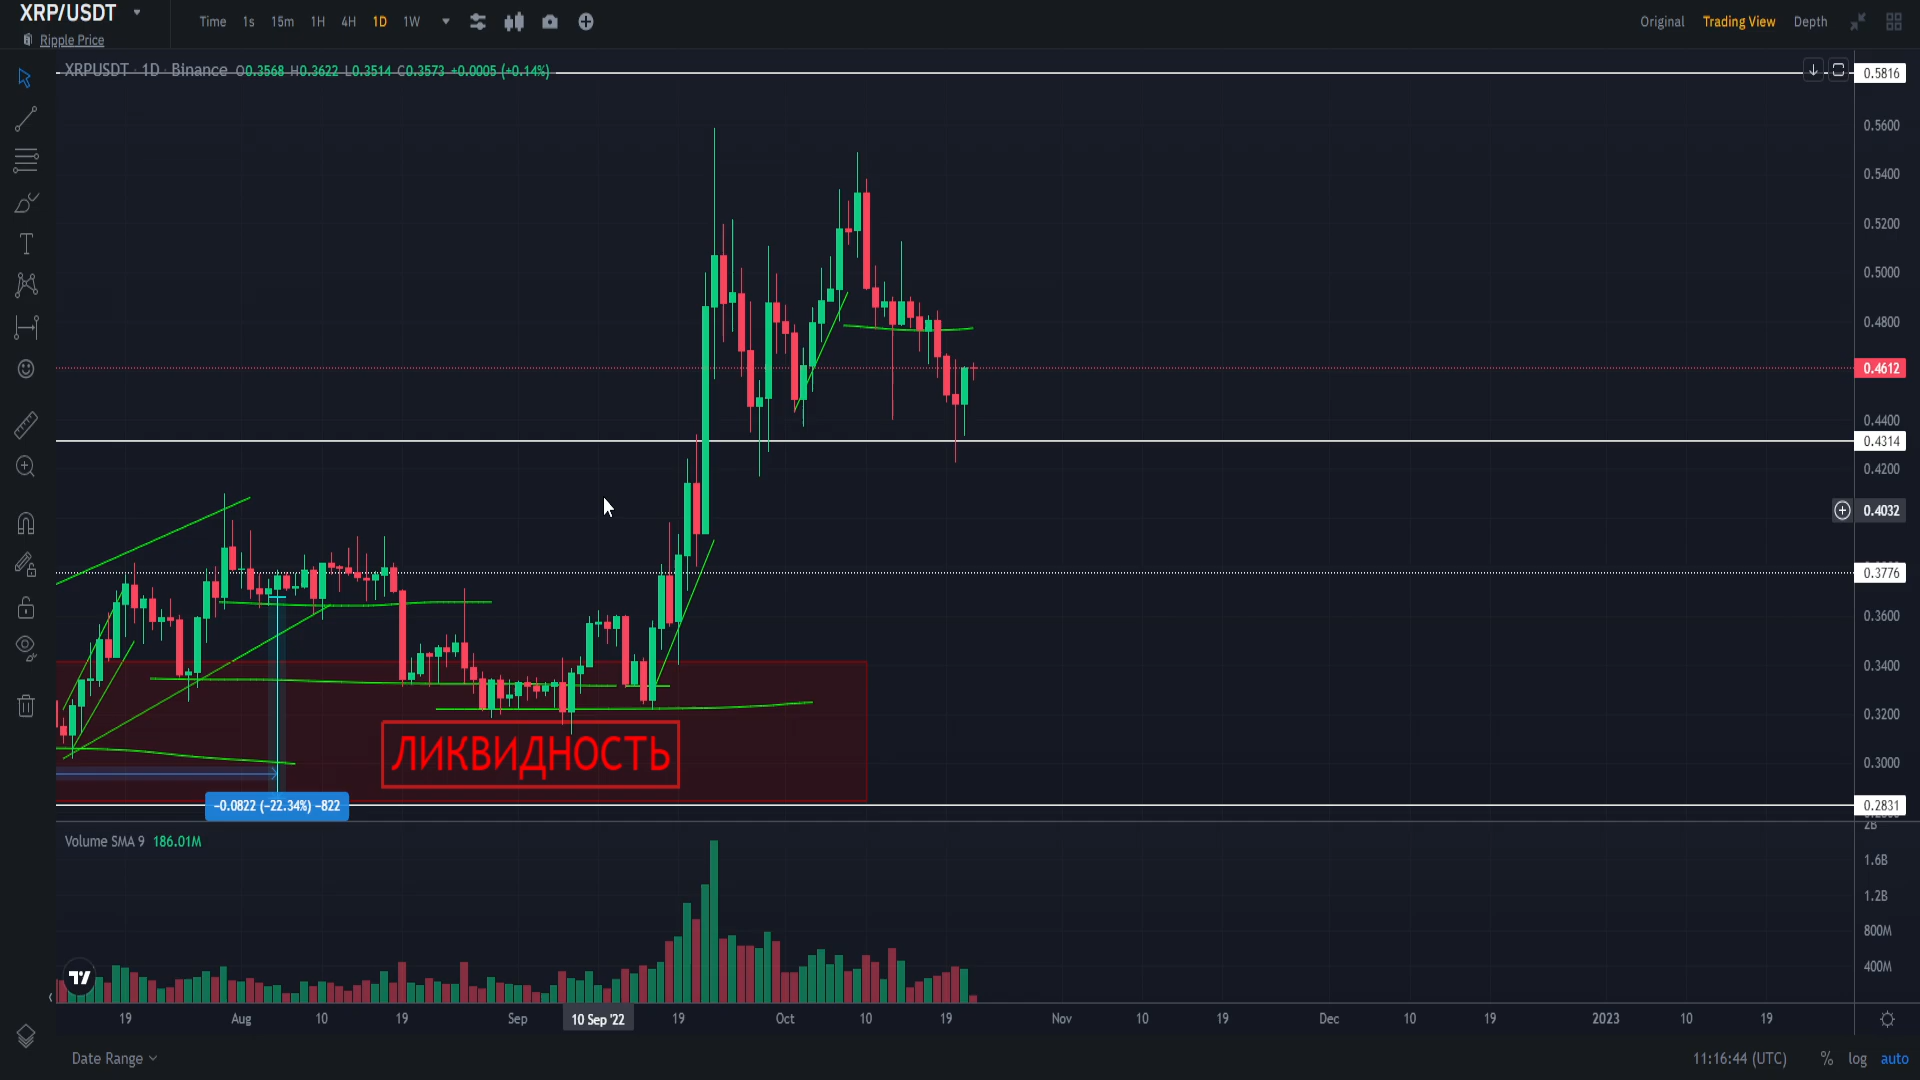 XRP/USDT
Ripple Price
Time 1s 15m 1H 4H 1D 1W
Original Trading View Depth
XRPUSDT · 1D · Binance O0.3568 H0.3622 L0.3514 C0.3573 +0.0005 (+0.14%)
0.5816
0.5600
0.5400
0.5200
0.5000
0.4800
0.4612
0.4400
0.4314
0.4200
0.4032
0.3776
0.3600
0.3400
0.3200
0.3000
0.2831
ЛИКВИДНОСТЬ
−0.0822 (−22.34%) −822
Volume SMA 9 186.01M
2B
1.6B
1.2B
800M
400M
19 Aug 10 19 Sep 10 Sep '22 19 Oct 10 19 Nov 10 19 Dec 10 19 2023 10 19
Date Range
11:16:44 (UTC) % log auto